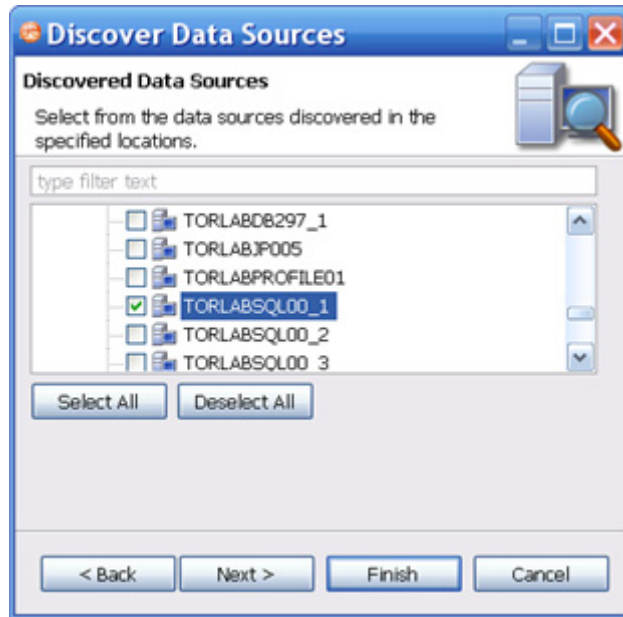 Discover Data Sources
Discovered Data Sources
Select from the data sources discovered in the
specified locations.
type filter text
TORLABDB297_1
TORLABJP005
TORLABPROFILE01
TORLABSQL00_1
TORLABSQL00_2
TORLABSQL00_3
Select All
Deselect All
< Back
Next >
Finish
Cancel